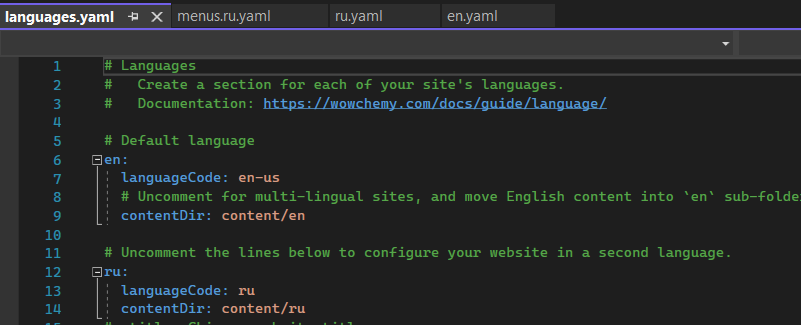 languages.yaml menus.ru.yaml ru.yaml en.yaml
1 # Languages
2 #   Create a section for each of your site's languages.
3 #   Documentation: https://wowchemy.com/docs/guide/language/
4
5 # Default language
6 en:
7   languageCode: en-us
8   # Uncomment for multi-lingual sites, and move English content into `en` sub-folde
9   contentDir: content/en
10
11 # Uncomment the lines below to configure your website in a second language.
12 ru:
13   languageCode: ru
14   contentDir: content/ru